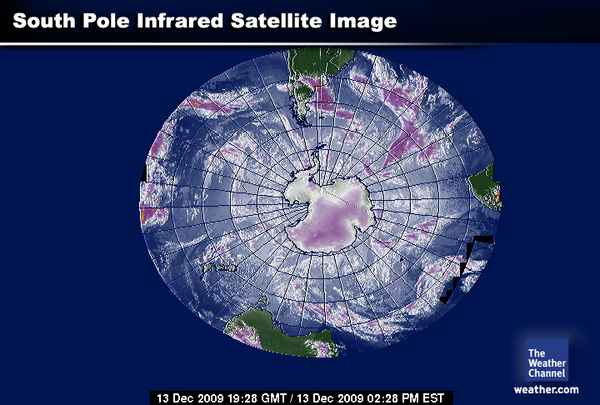 South Pole Infrared Satellite Image
The
Weather
Channel
weather.com
13 Dec 2009 19:28 GMT / 13 Dec 2009 02:28 PM EST